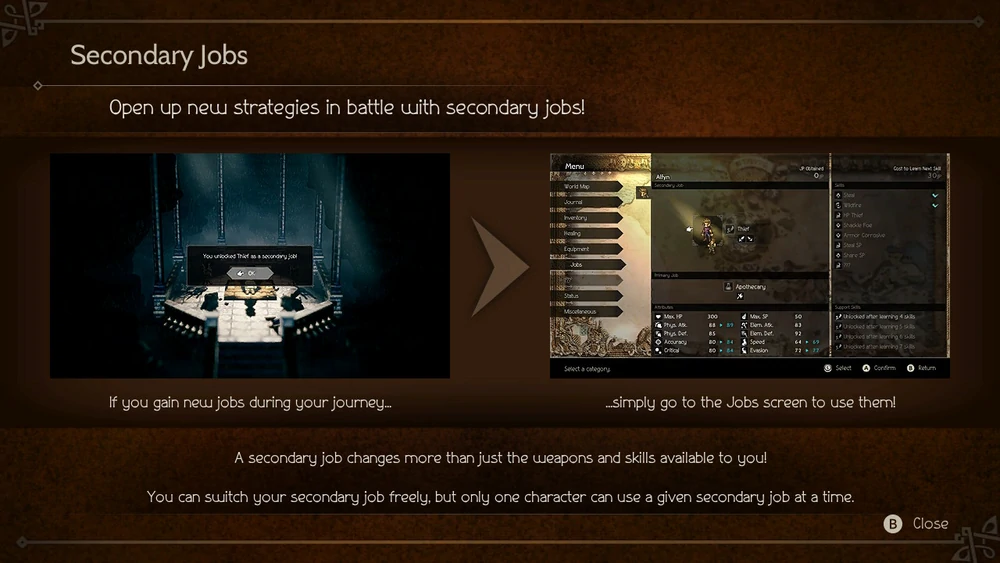 Secondary Jobs
Open up new strategies in battle with secondary jobs!
You unlocked Thief as a secondary job!
OK
Menu
World Map
Journal
Inventory
Healing
Equipment
Jobs
Status
Miscellaneous
Alfyn
JP Obtained
0
Secondary Job
Thief
Primary Job
Apothecary
Attributes
Max. HP 300 Max. SP 50
Phys. Atk. 88 ▸ 89 Elem. Atk. 83
Phys. Def. 85 Elem. Def. 92
Accuracy 80 ▸ 84 Speed 64 ▸ 69
Critical 80 ▸ 84 Evasion 72 ▸ 77
Cost to Learn Next Skill
30
Skills
Steal
Wildfire
HP Thief
Shackle Foe
Armor Corrosive
Steal SP
Share SP
???
Support Skills
Unlocked after learning 4 skills
Unlocked after learning 5 skills
Unlocked after learning 6 skills
Unlocked after learning 7 skills
Select a category.
Select A Confirm B Return
If you gain new jobs during your journey...
...simply go to the Jobs screen to use them!
A secondary job changes more than just the weapons and skills available to you!
You can switch your secondary job freely, but only one character can use a given secondary job at a time.
B Close